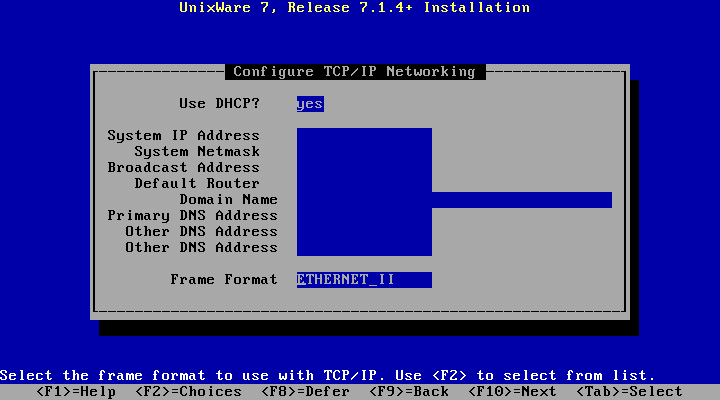 UnixWare 7, Release 7.1.4+ Installation
Configure TCP/IP Networking
Use DHCP? yes
System IP Address
System Netmask
Broadcast Address
Default Router
Domain Name
Primary DNS Address
Other DNS Address
Other DNS Address
Frame Format ETHERNET_II
Select the frame format to use with TCP/IP. Use <F2> to select from list.
<F1>=Help <F2>=Choices <F8>=Defer <F9>=Back <F10>=Next <Tab>=Select